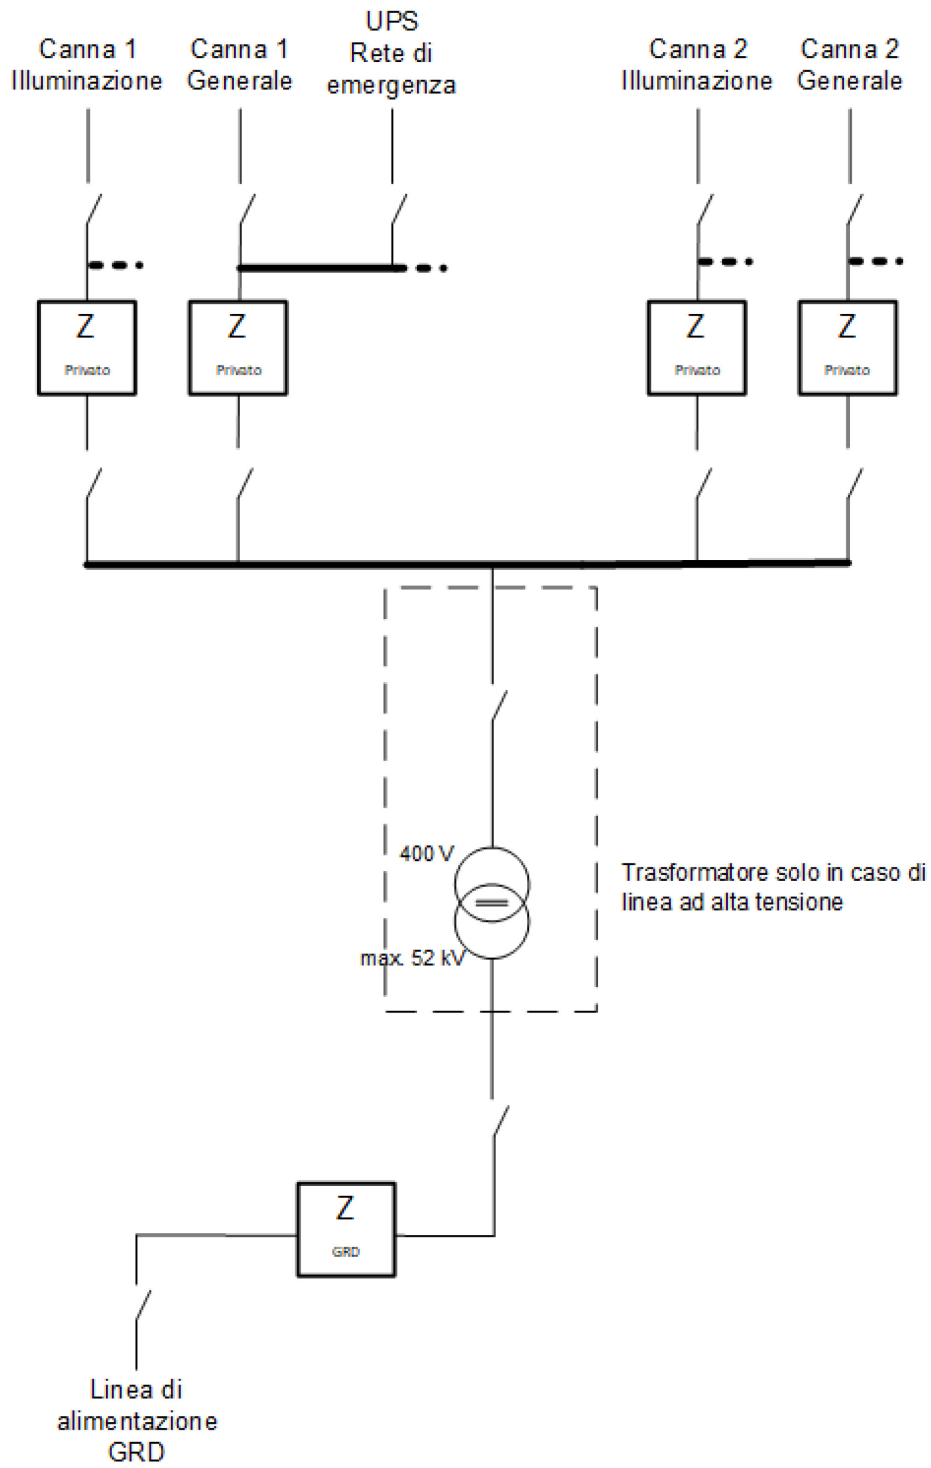 Canna 1
Illuminazione
Canna 1
Generale
UPS
Rete di
emergenza
Canna 2
Illuminazione
Canna 2
Generale
Z
Privato
Z
Privato
Z
Privato
Z
Privato
400 V
max. 52 kV
Trasformatore solo in caso di
linea ad alta tensione
Z
GRD
Linea di
alimentazione
GRD